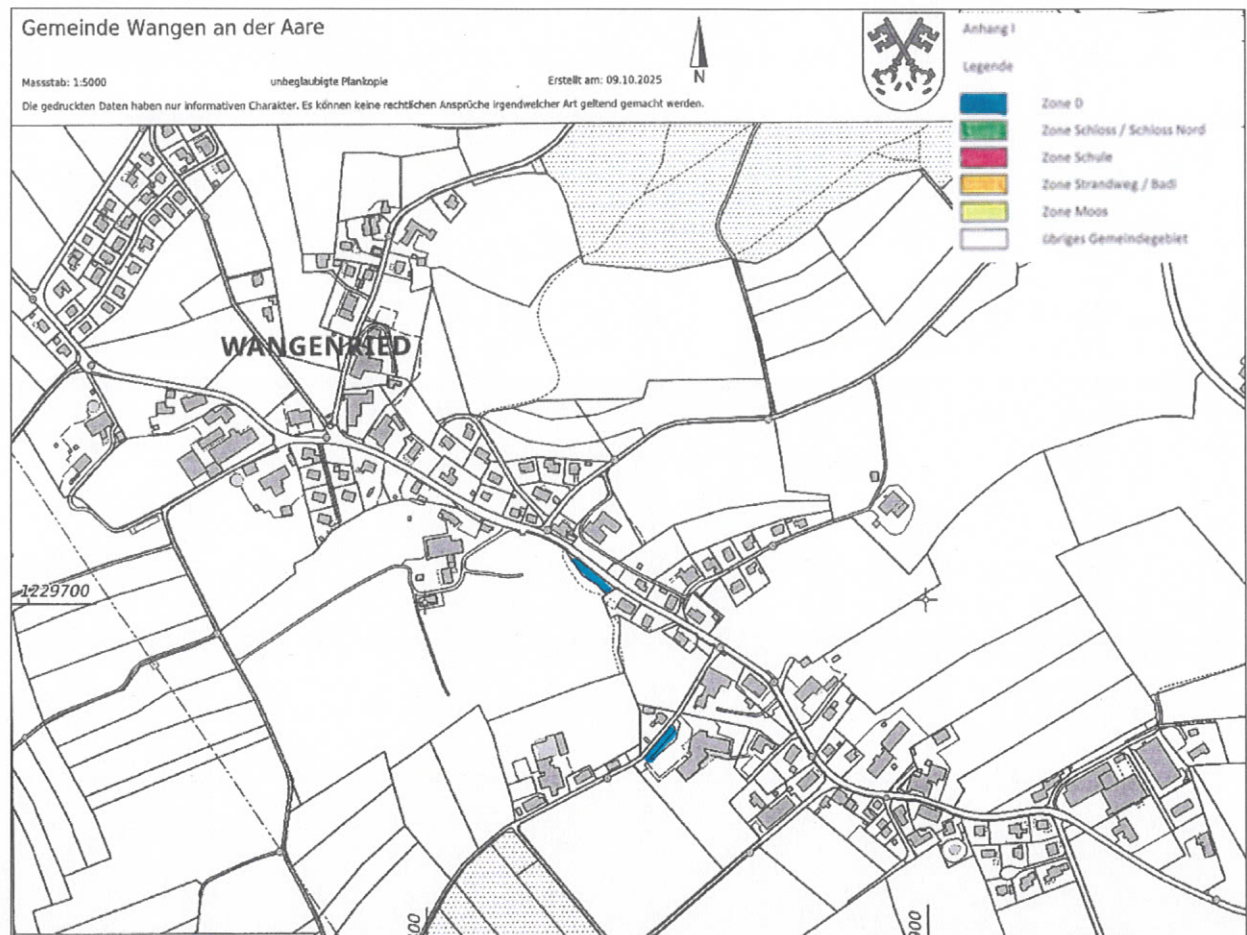 Gemeinde Wangen an der Aare
Massstab: 1:5000
unbeglaubigte Plankopie
Erstellt am: 09.10.2025
N
Die gedruckten Daten haben nur informativen Charakter. Es können keine rechtlichen Ansprüche irgendwelcher Art geltend gemacht werden.
Anhang I
Legende
Zone D
Zone Schloss / Schloss Nord
Zone Schule
Zone Strandweg / Badi
Zone Moos
übriges Gemeindegebiet
WANGENRIED
1229700